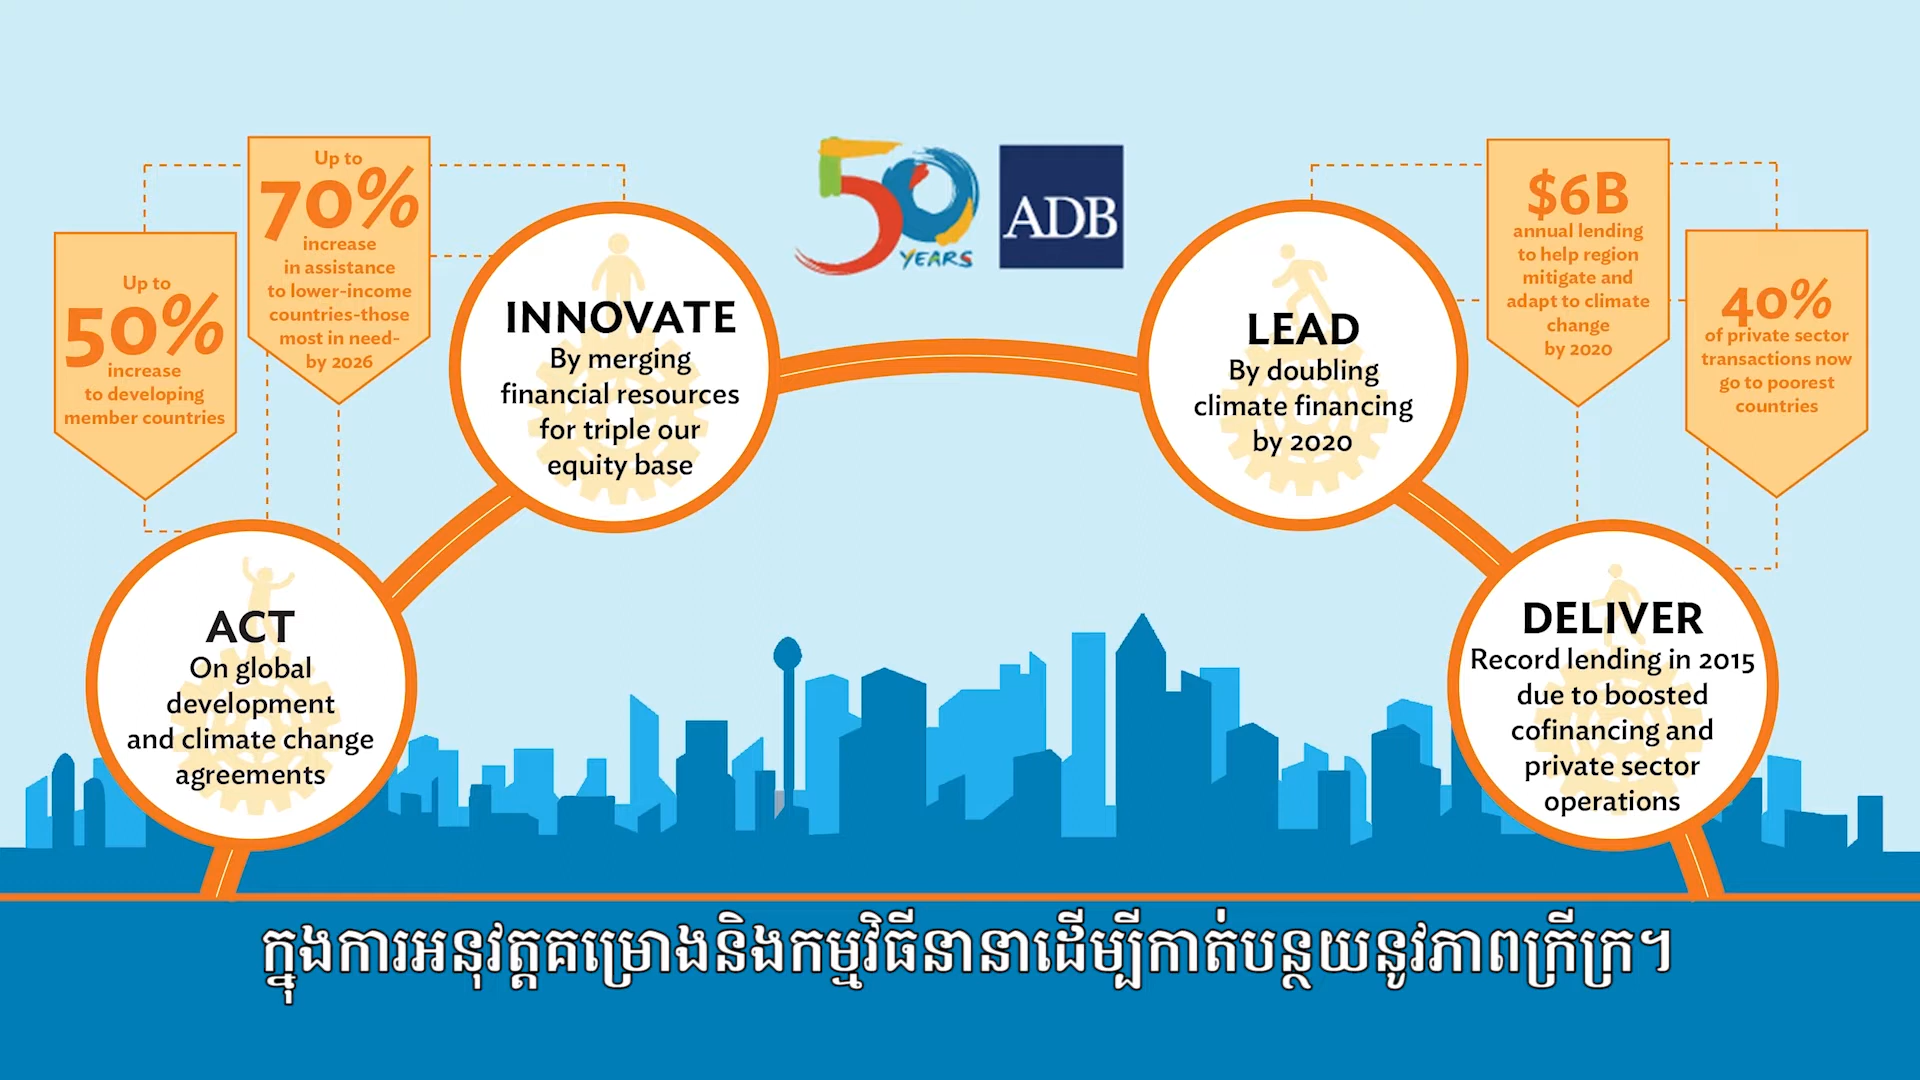 50
YEARS
ADB
Up to
50%
increase
to developing
member countries
Up to
70%
increase
in assistance
to lower-income
countries-those
most in need-
by 2026
INNOVATE
By merging
financial resources
for triple our
equity base
LEAD
By doubling
climate financing
by 2020
$6B
annual lending
to help region
mitigate and
adapt to climate
change
by 2020
40%
of private sector
transactions now
go to poorest
countries
ACT
On global
development
and climate change
agreements
DELIVER
Record lending in 2015
due to boosted
cofinancing and
private sector
operations
ក្នុងការអនុវត្តគម្រោងនិងកម្មវិធីនានាដើម្បីកាត់បន្ថយនូវភាពក្រីក្រ។